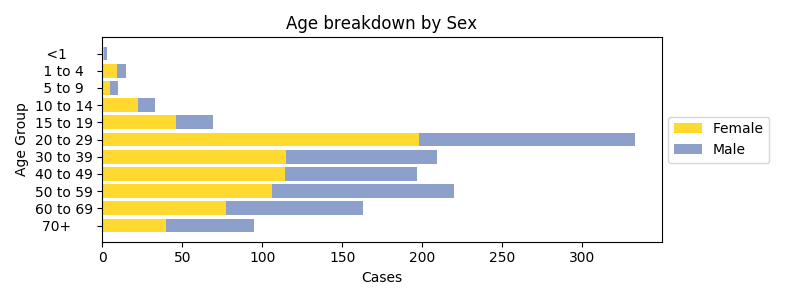 Age breakdown by Sex
Age Group
<1
1 to 4
5 to 9
10 to 14
15 to 19
20 to 29
30 to 39
40 to 49
50 to 59
60 to 69
70+
0 50 100 150 200 250 300
Cases
Female
Male